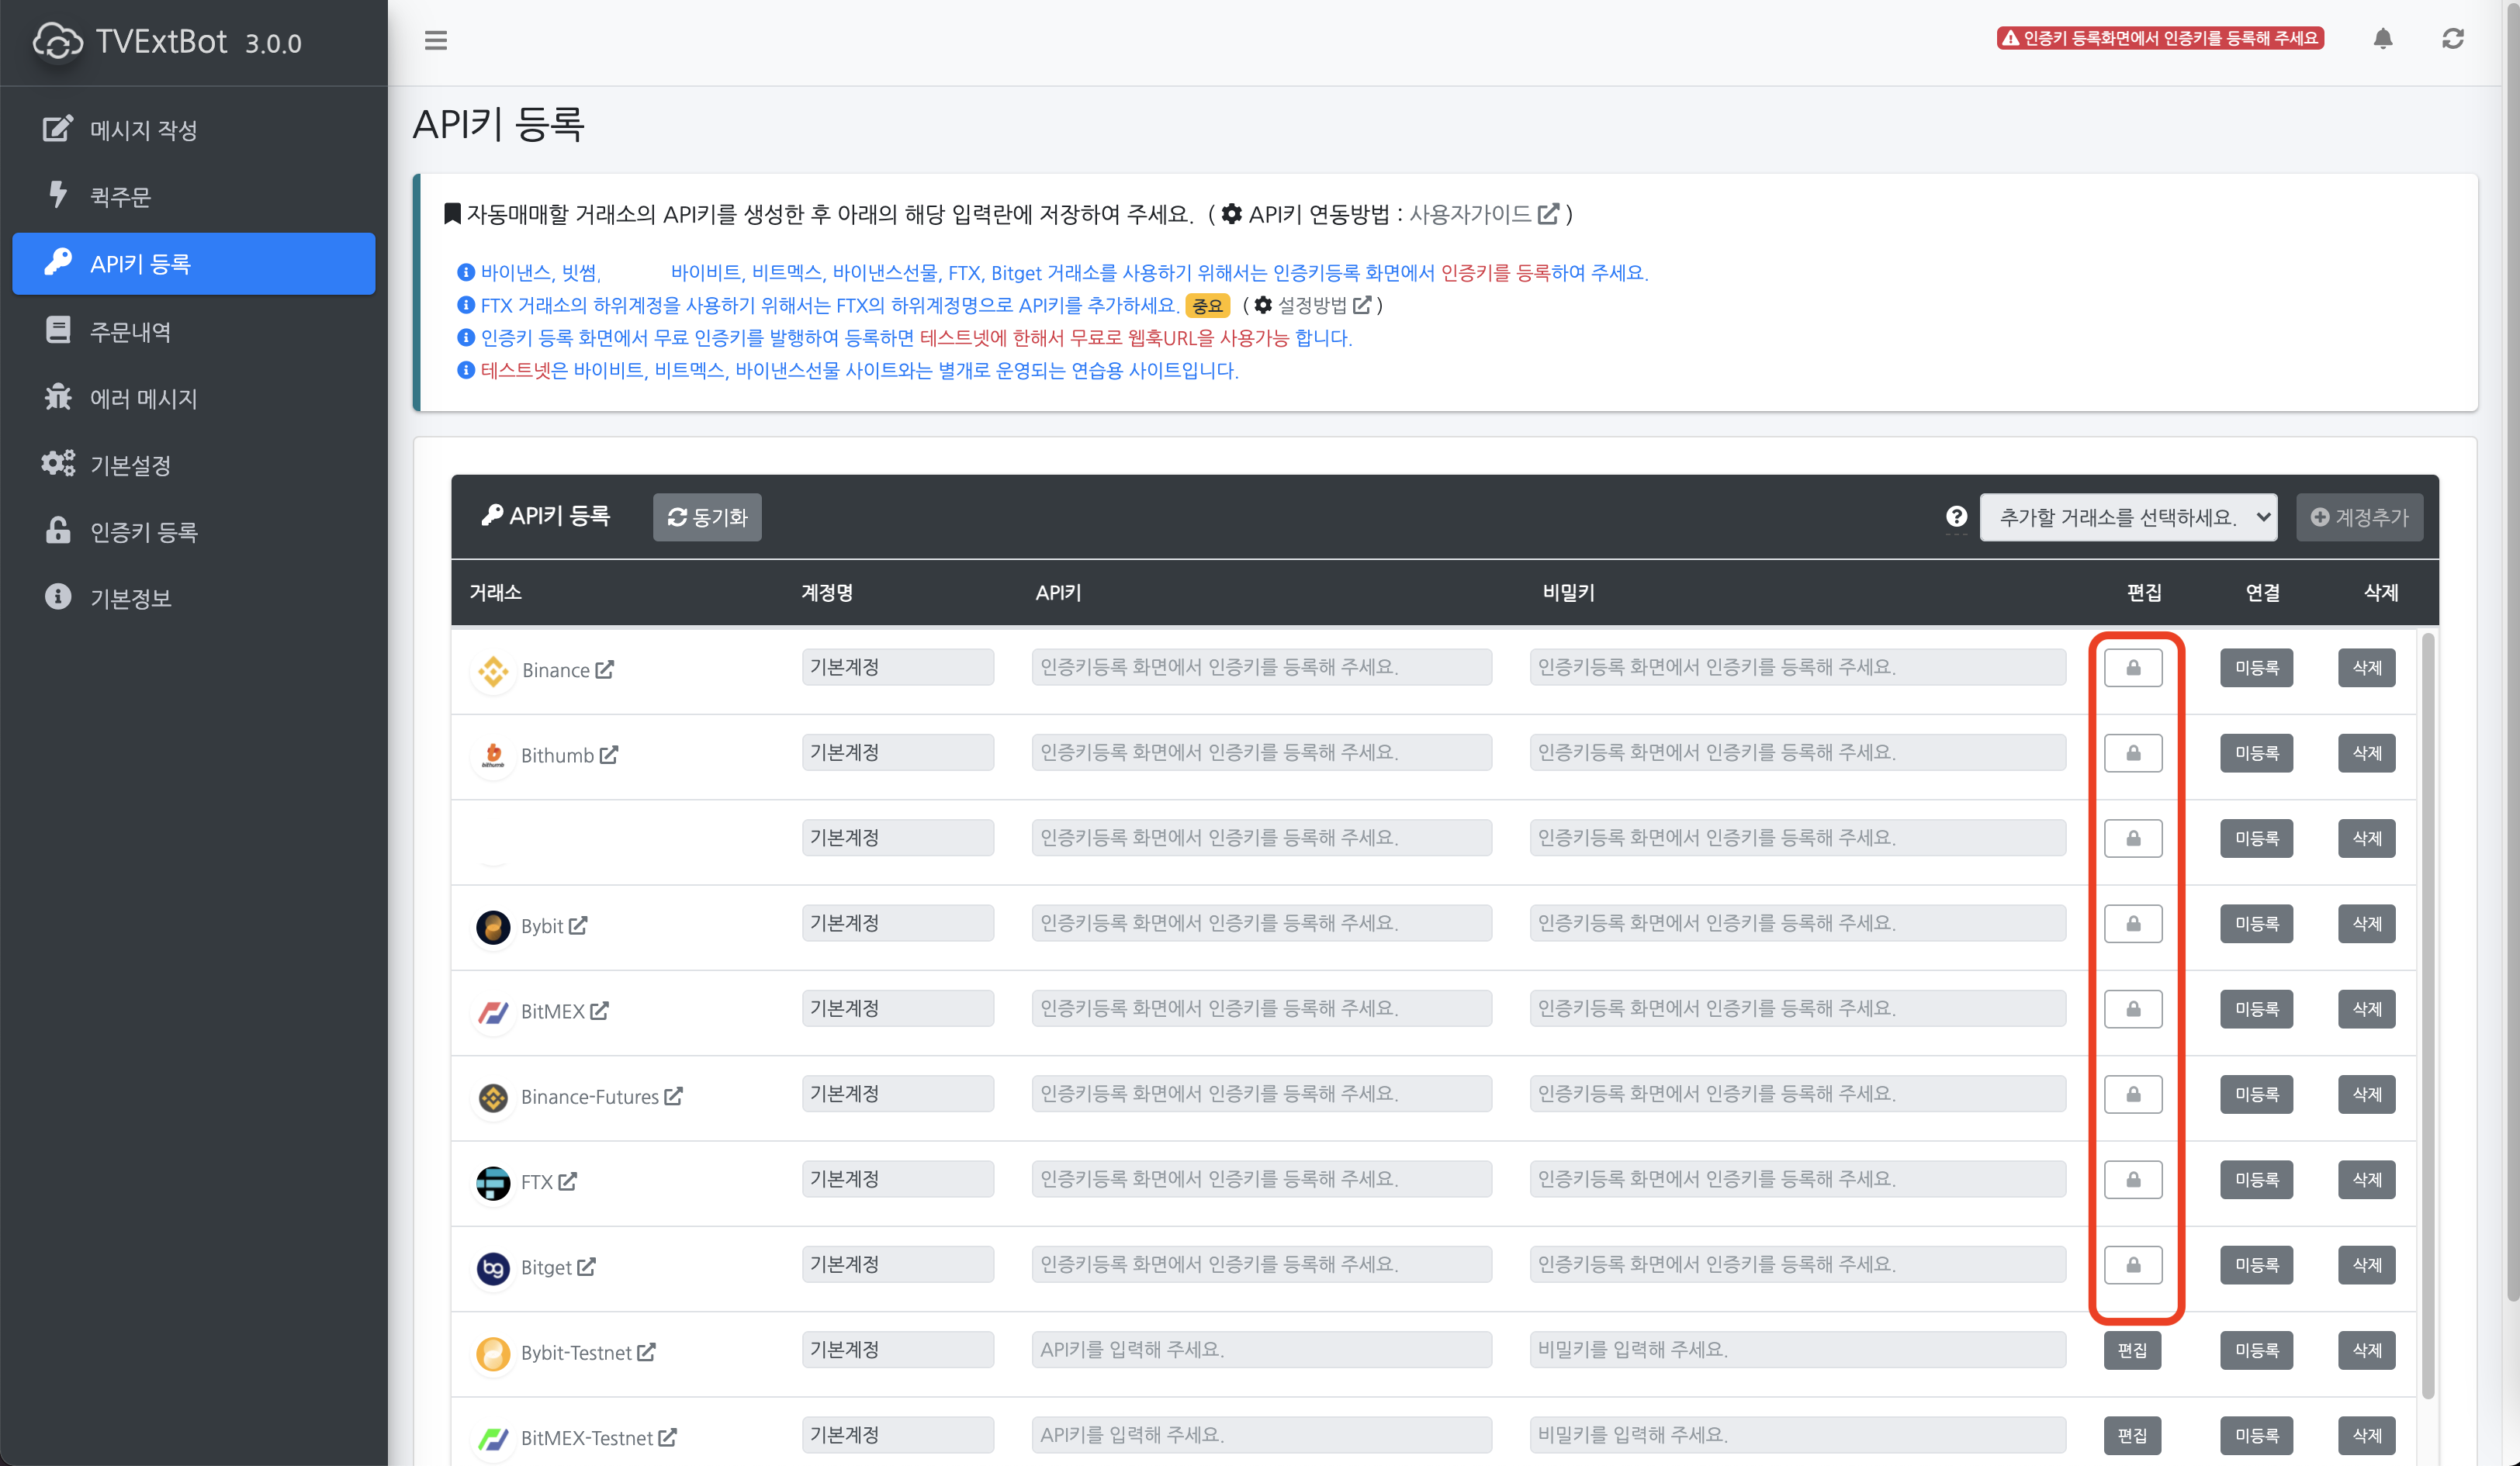 TVExtBot 3.0.0
인증키 등록화면에서 인증키를 등록해 주세요
메시지 작성
퀵주문
API키 등록
주문내역
에러 메시지
기본설정
인증키 등록
기본정보
API키 등록
자동매매할 거래소의 API키를 생성한 후 아래의 해당 입력란에 저장하여 주세요. ( API키 연동방법 : 사용자가이드 )
바이낸스, 빗썸, 바이비트, 비트멕스, 바이낸스선물, FTX, Bitget 거래소를 사용하기 위해서는 인증키등록 화면에서 인증키를 등록하여 주세요.
FTX 거래소의 하위계정을 사용하기 위해서는 FTX의 하위계정명으로 API키를 추가하세요. 중요 ( 설정방법 )
인증키 등록 화면에서 무료 인증키를 발행하여 등록하면 테스트넷에 한해서 무료로 웹훅URL을 사용가능 합니다.
테스트넷은 바이비트, 비트멕스, 바이낸스선물 사이트와는 별개로 운영되는 연습용 사이트입니다.
API키 등록 동기화 추가할 거래소를 선택하세요. 계정추가
거래소 계정명 API키 비밀키 편집 연결 삭제
Binance 기본계정 인증키등록 화면에서 인증키를 등록해 주세요. 인증키등록 화면에서 인증키를 등록해 주세요. 미등록 삭제
bithumb Bithumb 기본계정 인증키등록 화면에서 인증키를 등록해 주세요. 인증키등록 화면에서 인증키를 등록해 주세요. 미등록 삭제
기본계정 인증키등록 화면에서 인증키를 등록해 주세요. 인증키등록 화면에서 인증키를 등록해 주세요. 미등록 삭제
Bybit 기본계정 인증키등록 화면에서 인증키를 등록해 주세요. 인증키등록 화면에서 인증키를 등록해 주세요. 미등록 삭제
BitMEX 기본계정 인증키등록 화면에서 인증키를 등록해 주세요. 인증키등록 화면에서 인증키를 등록해 주세요. 미등록 삭제
Binance-Futures 기본계정 인증키등록 화면에서 인증키를 등록해 주세요. 인증키등록 화면에서 인증키를 등록해 주세요. 미등록 삭제
FTX 기본계정 인증키등록 화면에서 인증키를 등록해 주세요. 인증키등록 화면에서 인증키를 등록해 주세요. 미등록 삭제
bg Bitget 기본계정 인증키등록 화면에서 인증키를 등록해 주세요. 인증키등록 화면에서 인증키를 등록해 주세요. 미등록 삭제
Bybit-Testnet 기본계정 API키를 입력해 주세요. 비밀키를 입력해 주세요. 편집 미등록 삭제
BitMEX-Testnet 기본계정 API키를 입력해 주세요. 비밀키를 입력해 주세요. 편집 미등록 삭제